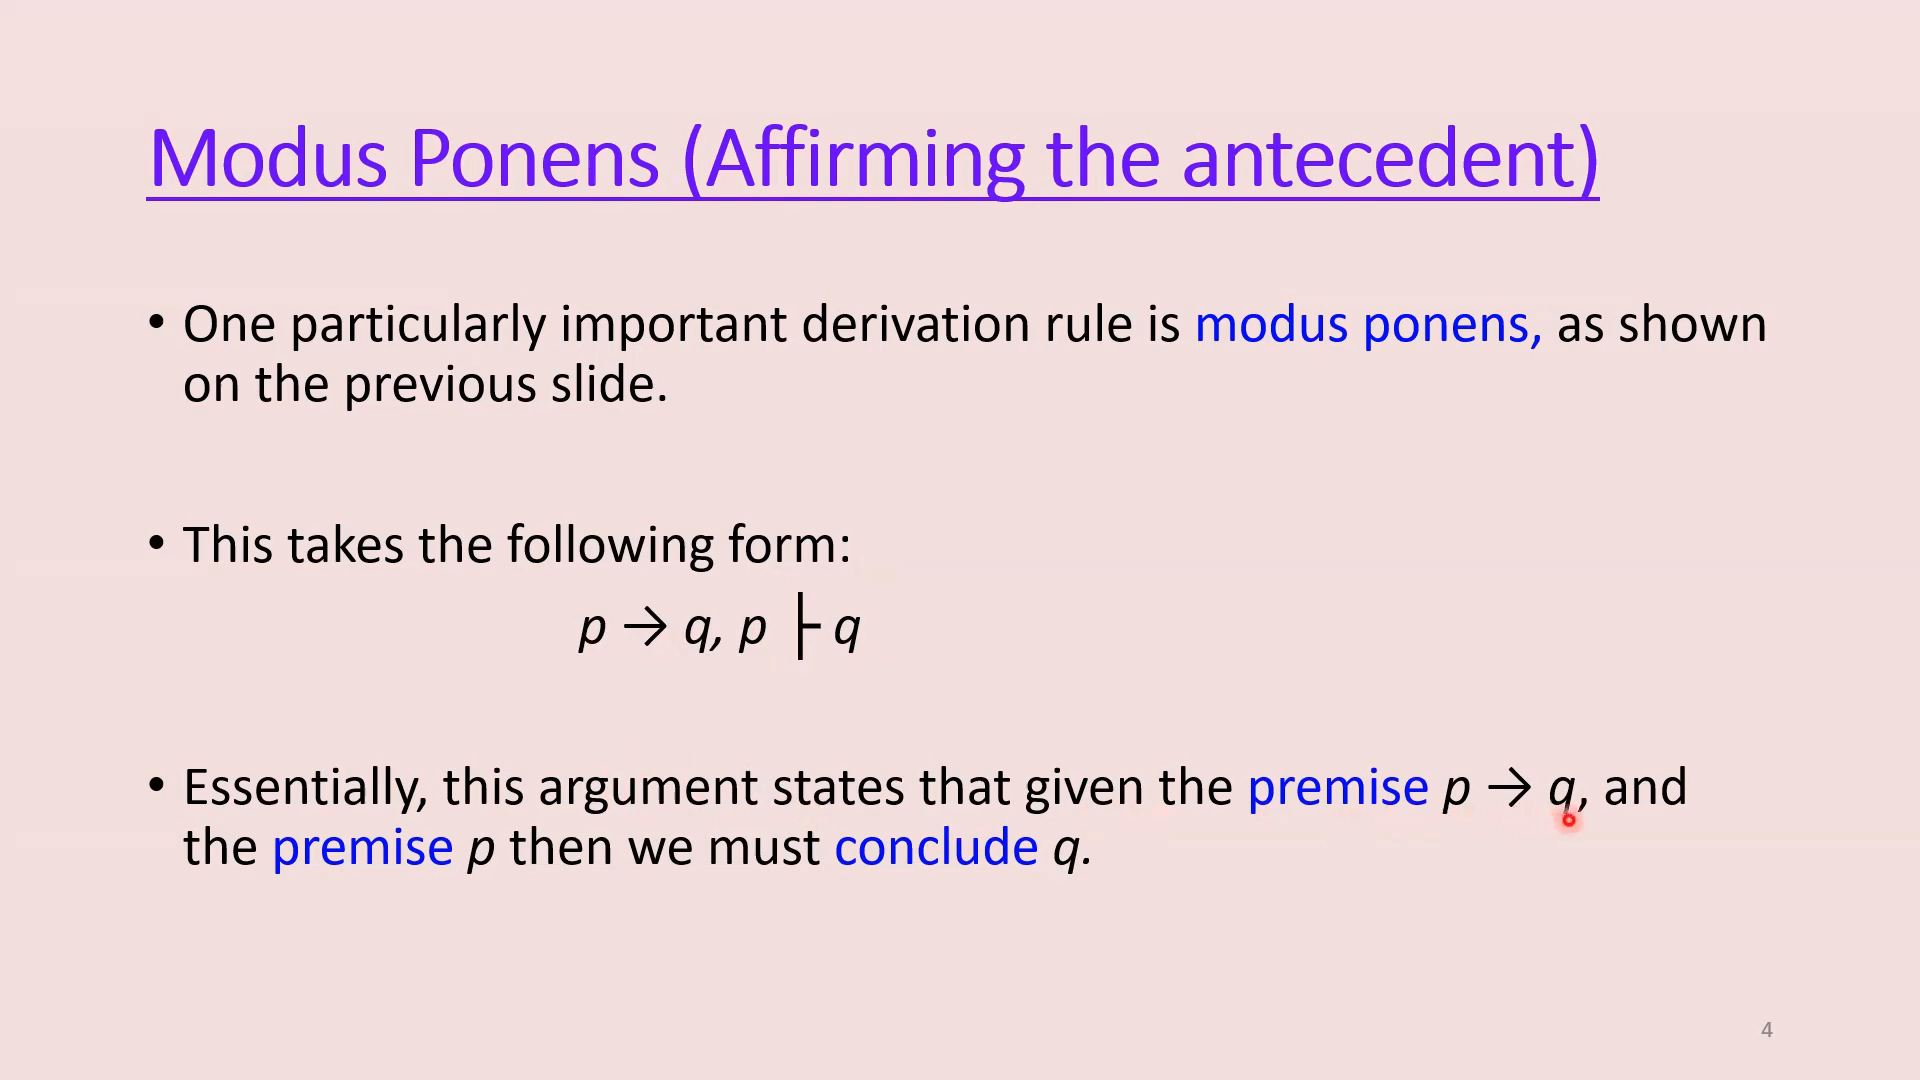 Modus Ponens (Affirming the antecedent)
• One particularly important derivation rule is modus ponens, as shown
on the previous slide.
• This takes the following form:
p → q, p ├ q
• Essentially, this argument states that given the premise p → q, and
the premise p then we must conclude q.
4